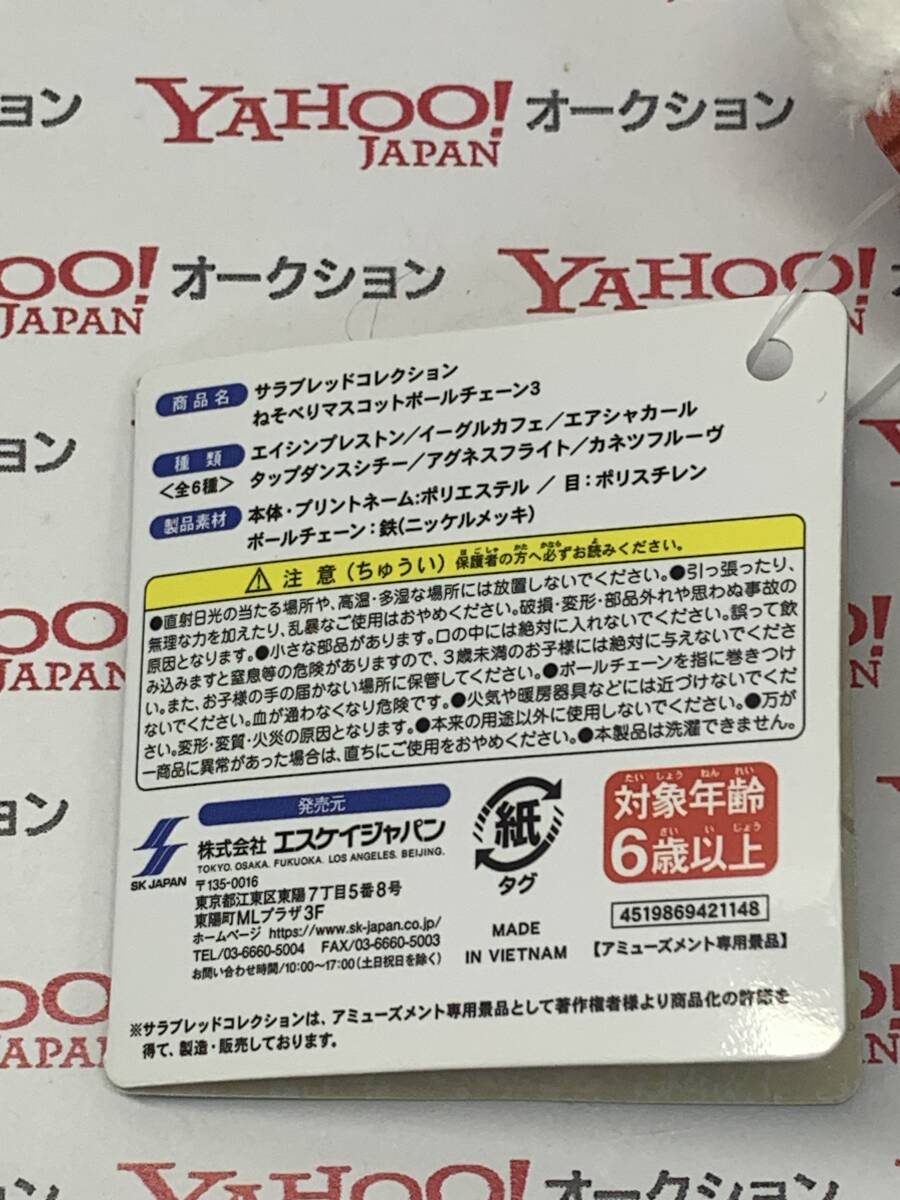 ョン YAHOO! JAPAN オークション
OO! JAPAN オークション YAHOO!
商品名 サラブレッドコレクション
ねそべりマスコットボールチェーン3
種類 エイシンプレストン／イーグルカフェ／エアシャカール
<全6種> タップダンスシチー／アグネスフライト／カネツフルーヴ
製品素材 本体・プリントネーム:ポリエステル ／ 目：ポリスチレン
ボールチェーン：鉄(ニッケルメッキ)
⚠ 注意（ちゅうい）保護者の方へ必ずお読みください。
ほごしゃ かた かなら よ
●直射日光の当たる場所や、高温・多湿な場所には放置しないでください。●引っ張ったり、
無理な力を加えたり、乱暴なご使用はおやめください。破損・変形・部品外れや思わぬ事故の
原因となります。●小さな部品があります。口の中には絶対に入れないでください。誤って飲
み込みますと窒息等の危険がありますので、3歳未満のお子様には絶対に与えないでくださ
い。また、お子様の手の届かない場所に保管してください。●ボールチェーンを指に巻きつけ
ないでください。血が通わなくなり危険です。●火気や暖房器具などには近づけないでくだ
さい。変形・変質・火災の原因となります。●本来の用途以外に使用しないでください。●万が
一商品に異常があった場合は、直ちにご使用をおやめください。●本製品は洗濯できません。
発売元
SK JAPAN
株式会社 エスケイジャパン
TOKYO. OSAKA. FUKUOKA. LOS ANGELES. BEIJING.
〒135-0016
東京都江東区東陽7丁目5番8号
東陽町MLプラザ3F
ホームページ https://www.sk-japan.co.jp/
TEL/03-6660-5004 FAX/03-6660-5003
お問い合わせ時間/10:00～17:00(土日祝日を除く)
紙
タグ
MADE
IN VIETNAM
たいしょう ねんれい
対象年齢
さい いじょう
6歳以上
4519869421148
【アミューズメント専用景品】
※サラブレッドコレクションは、アミューズメント専用景品として著作権者様より商品化の許諾を
得て、製造・販売しております。
YAHOO! オークション